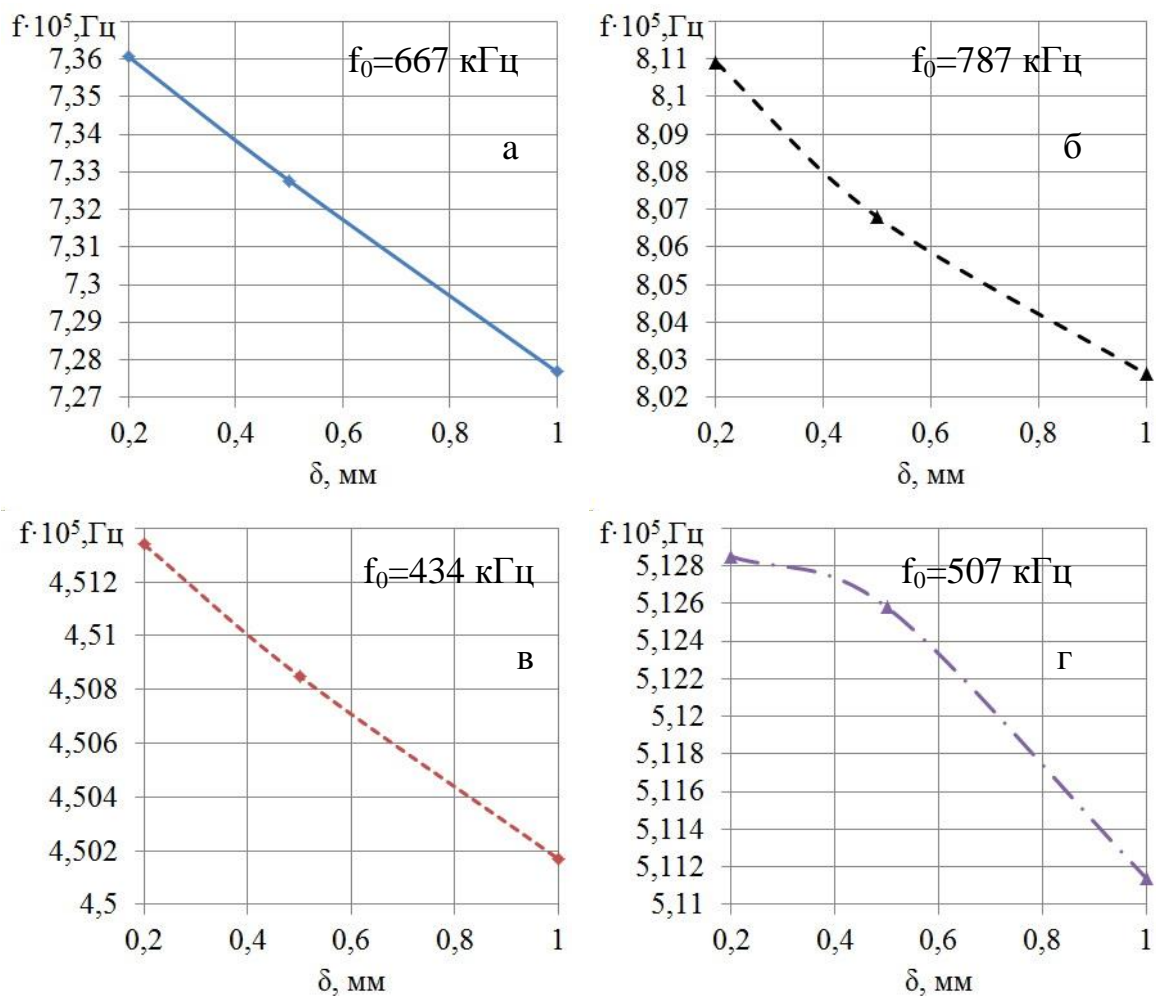 f·10⁵,Гц
f₀=667 кГц
а
7,36
7,35
7,34
7,33
7,32
7,31
7,3
7,29
7,28
7,27
0,2 0,4 0,6 0,8 1
δ, мм
f·10⁵,Гц
f₀=787 кГц
б
8,11
8,1
8,09
8,08
8,07
8,06
8,05
8,04
8,03
8,02
0,2 0,4 0,6 0,8 1
δ, мм
f·10⁵,Гц
f₀=434 кГц
в
4,512
4,51
4,508
4,506
4,504
4,502
4,5
0,2 0,4 0,6 0,8 1
δ, мм
f·10⁵,Гц
f₀=507 кГц
г
5,128
5,126
5,124
5,122
5,12
5,118
5,116
5,114
5,112
5,11
0,2 0,4 0,6 0,8 1
δ, мм